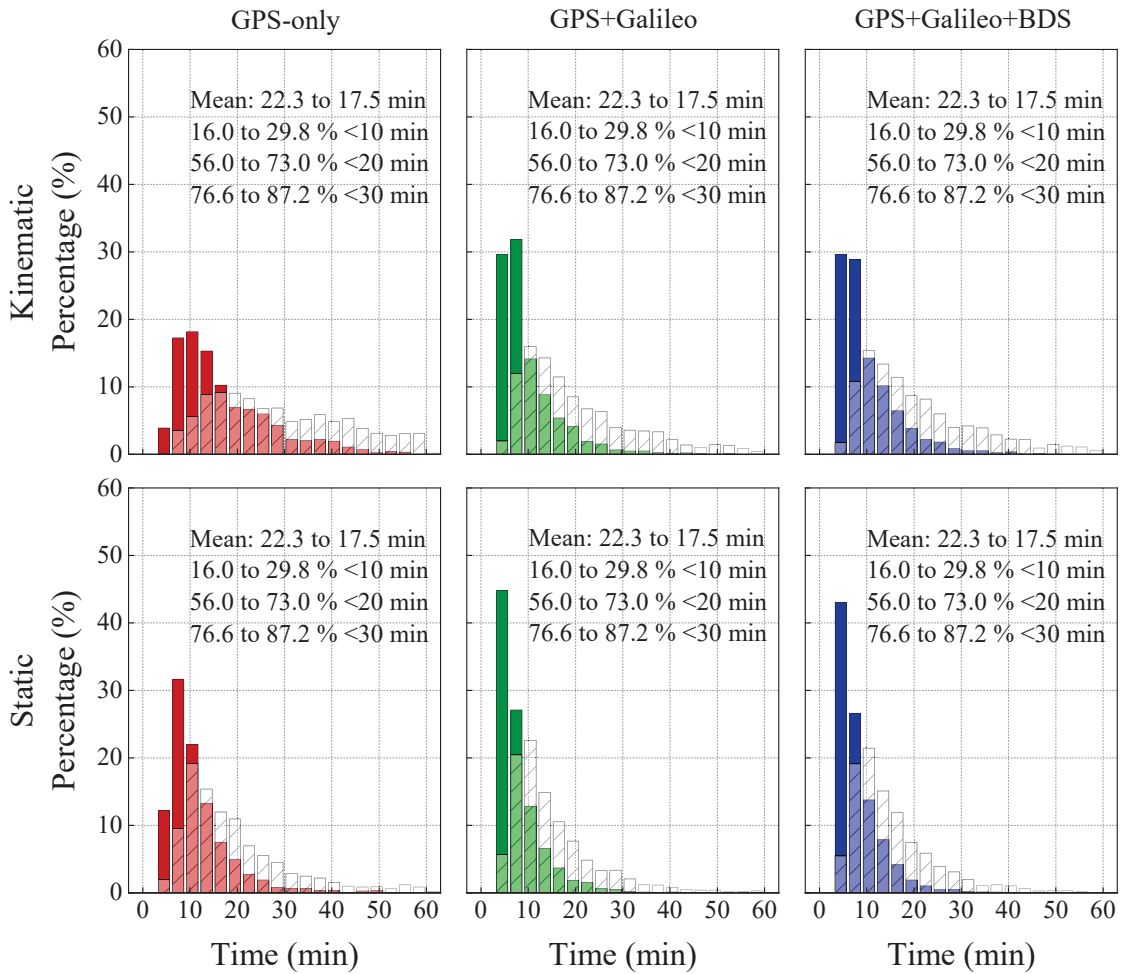 GPS-only GPS+Galileo GPS+Galileo+BDS
Kinematic
Percentage (%)
60
50
40
30
20
10
0
Mean: 22.3 to 17.5 min
16.0 to 29.8 % <10 min
56.0 to 73.0 % <20 min
76.6 to 87.2 % <30 min
Mean: 22.3 to 17.5 min
16.0 to 29.8 % <10 min
56.0 to 73.0 % <20 min
76.6 to 87.2 % <30 min
Mean: 22.3 to 17.5 min
16.0 to 29.8 % <10 min
56.0 to 73.0 % <20 min
76.6 to 87.2 % <30 min
Static
Percentage (%)
60
50
40
30
20
10
0
Mean: 22.3 to 17.5 min
16.0 to 29.8 % <10 min
56.0 to 73.0 % <20 min
76.6 to 87.2 % <30 min
Mean: 22.3 to 17.5 min
16.0 to 29.8 % <10 min
56.0 to 73.0 % <20 min
76.6 to 87.2 % <30 min
Mean: 22.3 to 17.5 min
16.0 to 29.8 % <10 min
56.0 to 73.0 % <20 min
76.6 to 87.2 % <30 min
0 10 20 30 40 50 60 0 10 20 30 40 50 60 0 10 20 30 40 50 60
Time (min) Time (min) Time (min)